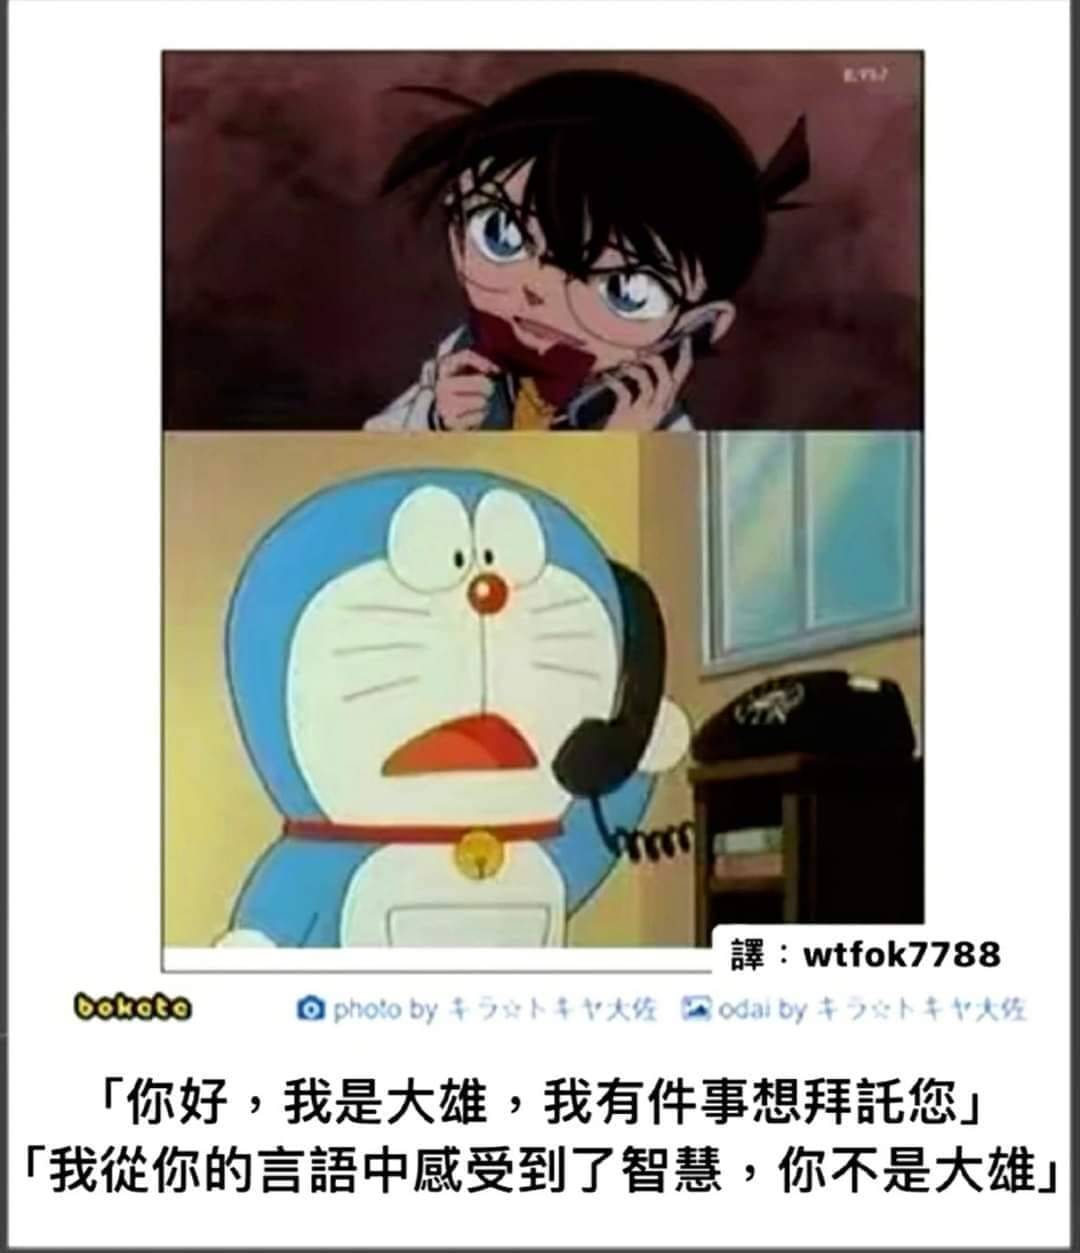 譯：wtfok7788
bokete
photo by キラ☆トキヤ大佐 odai by キラ☆トキヤ大佐
「你好，我是大雄，我有件事想拜託您」
「我從你的言語中感受到了智慧，你不是大雄」